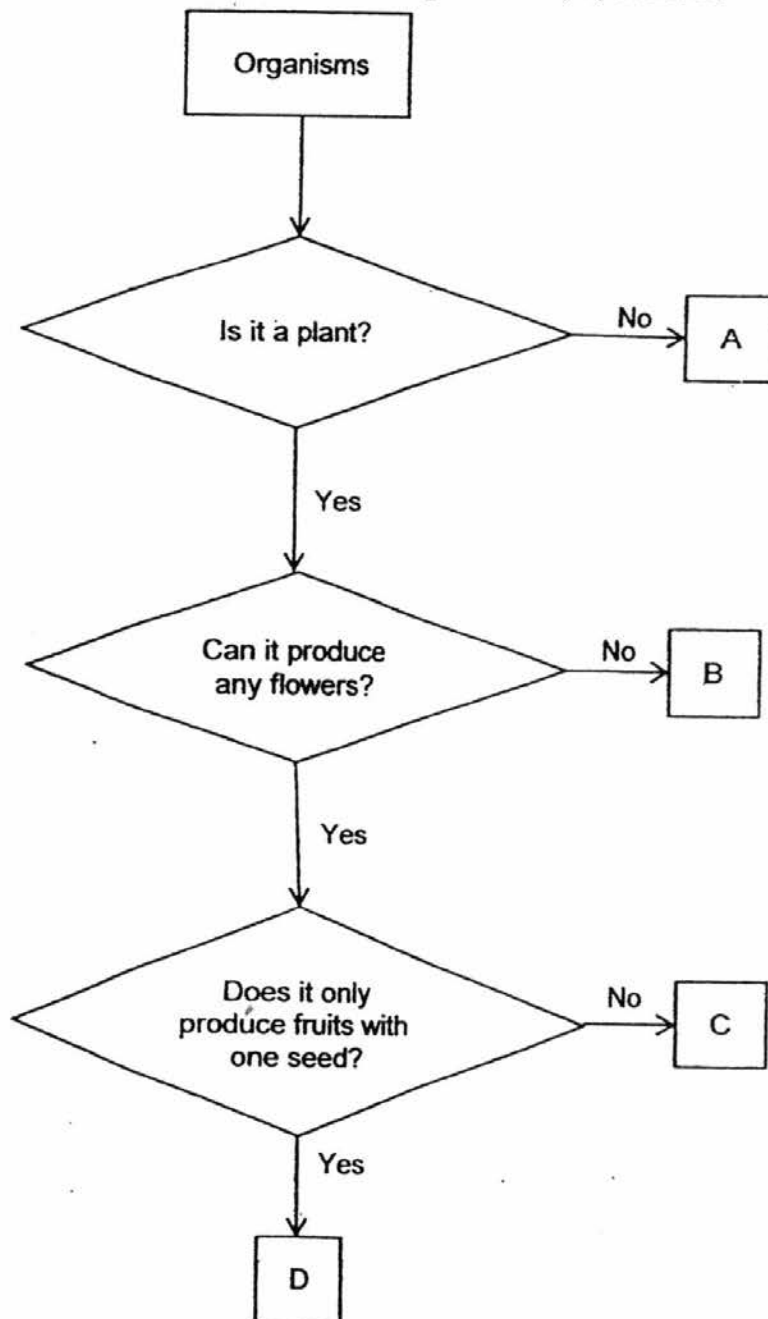 Organisms
Is it a plant?
No
A
Yes
Can it produce
any flowers?
No
B
Yes
Does it only
produce fruits with
one seed?
No
C
Yes
D